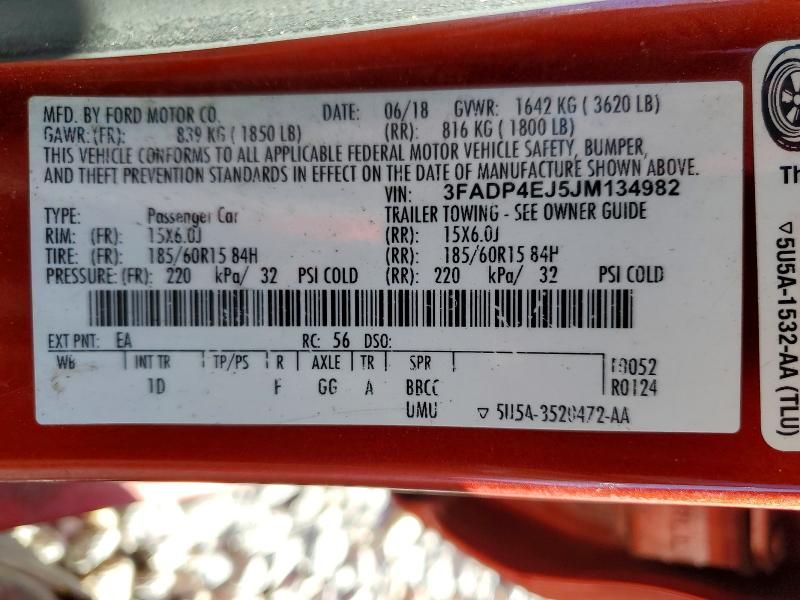 MFD. BY FORD MOTOR CO. DATE: 06/18 GVWR: 1642 KG ( 3620 LB)
GAWR:(FR): 839 KG ( 1850 LB) (RR): 816 KG ( 1800 LB)
THIS VEHICLE CONFORMS TO ALL APPLICABLE FEDERAL MOTOR VEHICLE SAFETY, BUMPER,
AND THEFT PREVENTION STANDARDS IN EFFECT ON THE DATE OF MANUFACTURE SHOWN ABOVE.
VIN: 3FADP4EJ5JM134982
TYPE: Passenger Car TRAILER TOWING - SEE OWNER GUIDE
RIM: (FR): 15X6.0J (RR): 15X6.0J
TIRE: (FR): 185/60R15 84H (RR): 185/60R15 84H
PRESSURE:(FR): 220 kPa/ 32 PSI COLD (RR): 220 kPa/ 32 PSI COLD
EXT PNT: EA RC: 56 DSO:
WB INT TR TP/PS R AXLE TR SPR
1D F GG A BBCC R0124
UMU 5U5A-3520472-AA
Th
5U5A-1532-AA (TLU)